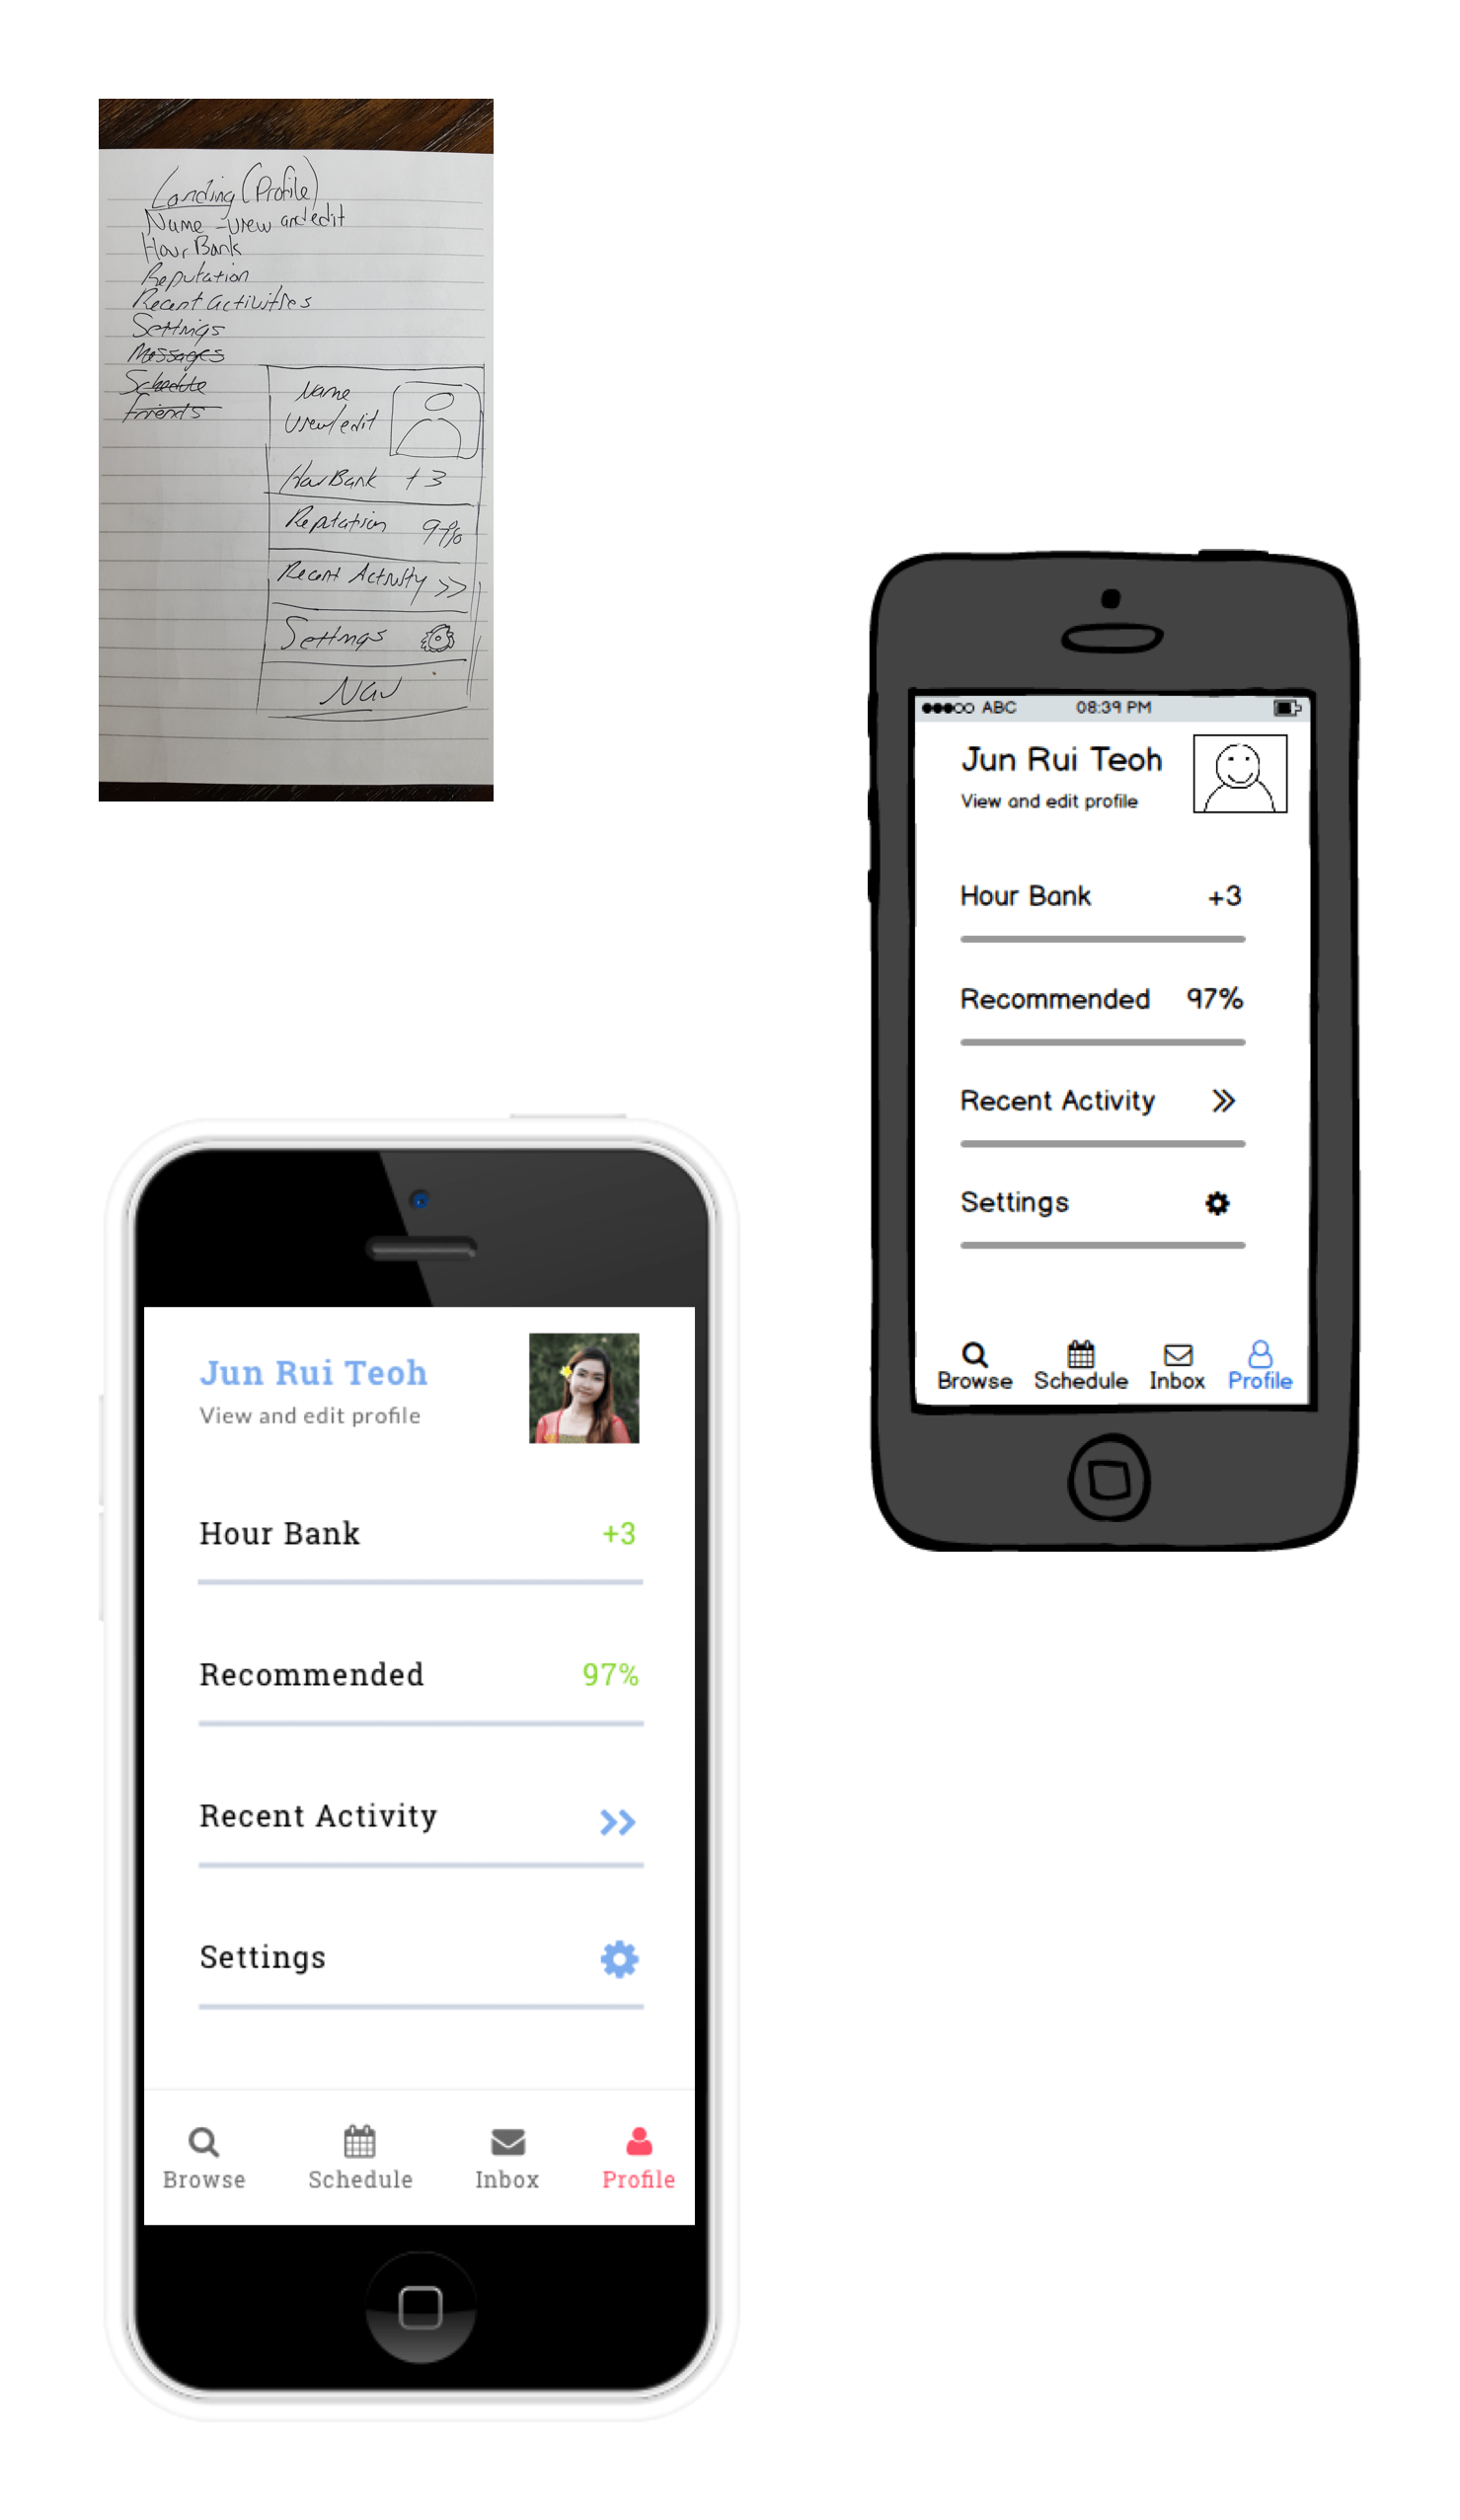 Landing (Profile)
Name - view and edit
Hour Bank
Reputation
Recent activities
Settings
Messages
Schedule
Friends
Name
View/edit
Hour Bank +3
Reputation 97%
Recent Activity >>
Settings
Nav
ABC 08:39 PM
Jun Rui Teoh
View and edit profile
Hour Bank +3
Recommended 97%
Recent Activity
Settings
Browse Schedule Inbox Profile
Jun Rui Teoh
View and edit profile
Hour Bank +3
Recommended 97%
Recent Activity
Settings
Browse Schedule Inbox Profile